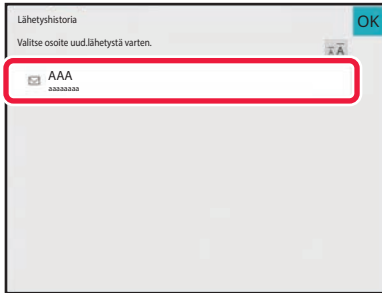 Lähetyshistoria
OK
Valitse osoite uud.lähetystä varten.
A A
AAA
aaaaaaaa